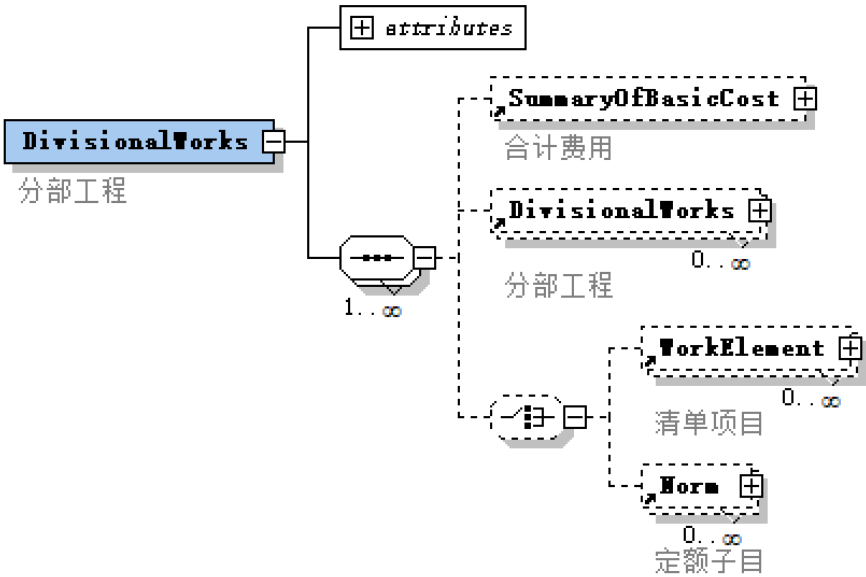 attributes
SummaryOfBasicCost
合计费用
DivisionalWorks
分部工程
DivisionalWorks
0..∞
分部工程
1..∞
WorkElement
0..∞
清单项目
Norm
0..∞
定额子目